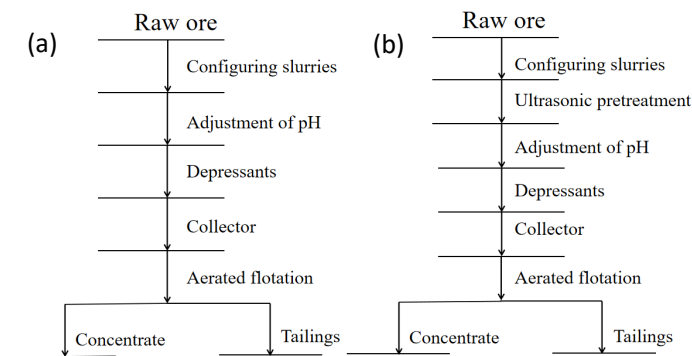 (a)
Raw ore
Configuring slurries
Adjustment of pH
Depressants
Collector
Aerated flotation
Concentrate
Tailings
(b)
Raw ore
Configuring slurries
Ultrasonic pretreatment
Adjustment of pH
Depressants
Collector
Aerated flotation
Concentrate
Tailings